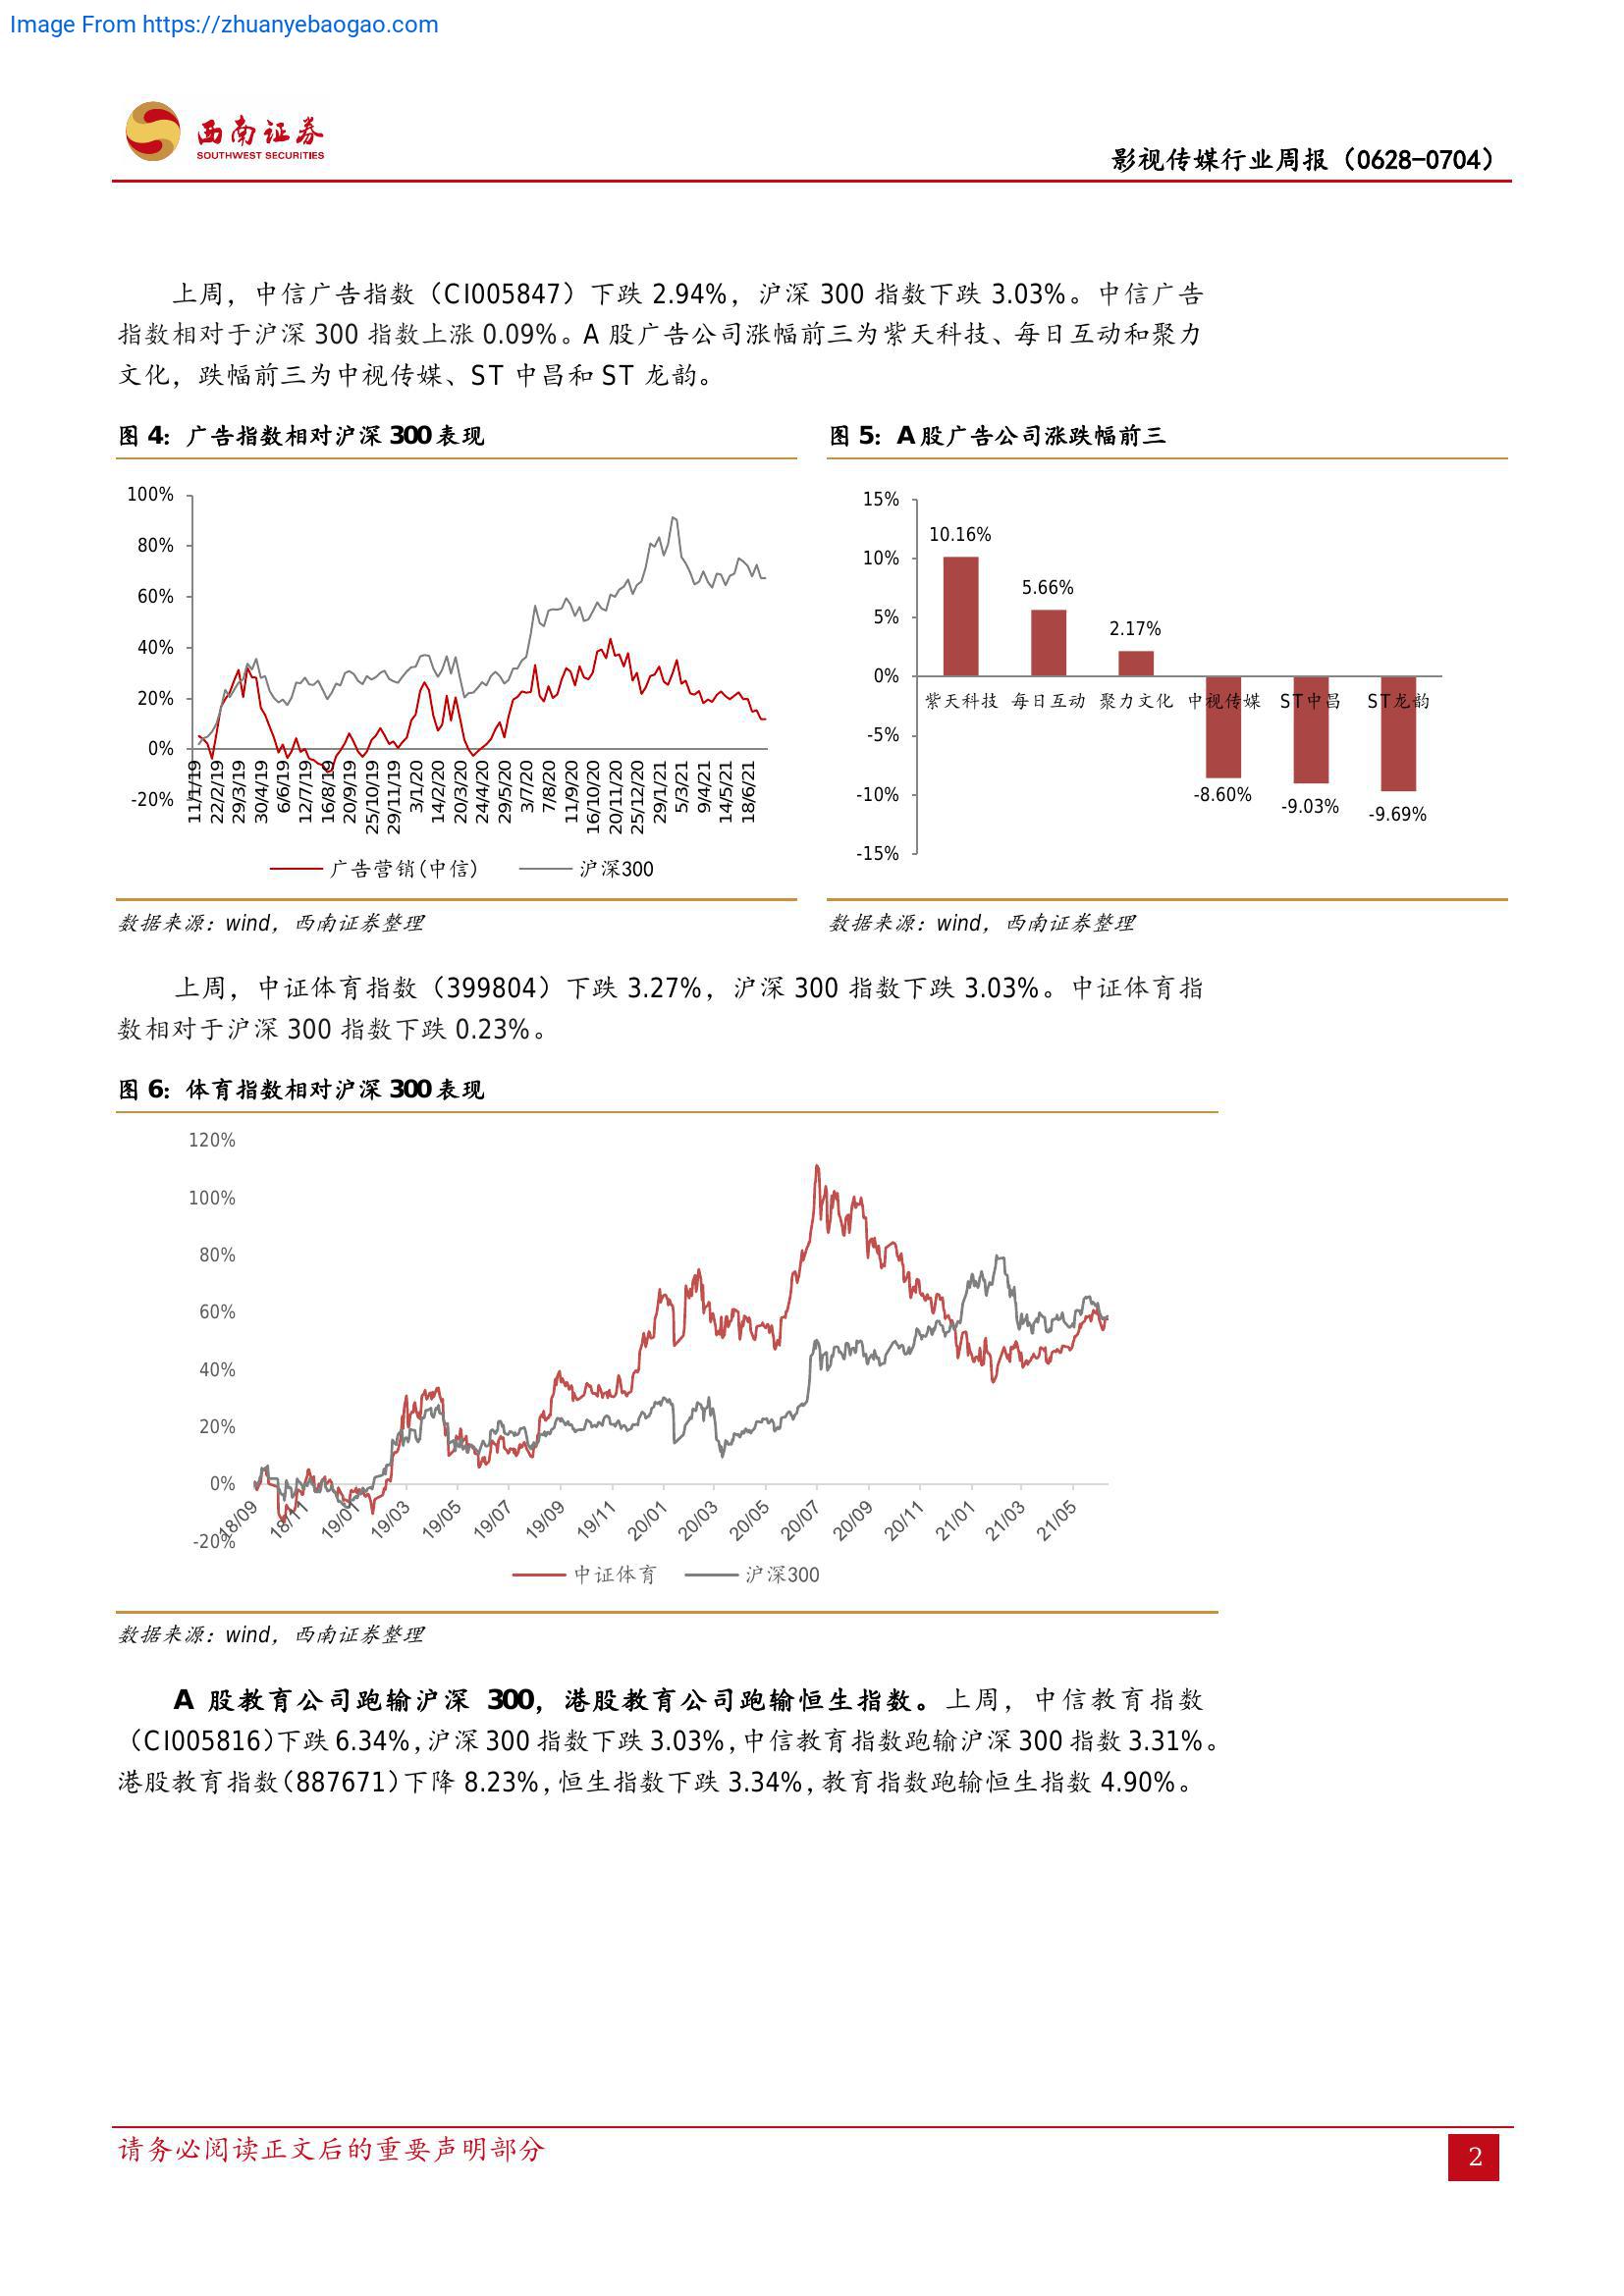 Image From https://zhuanyebaogao.com
西南证券
SOUTHWEST SECURITIES
影视传媒行业周报（0628-0704）
上周，中信广告指数（CI005847）下跌 2.94%，沪深 300 指数下跌 3.03%。中信广告
指数相对于沪深 300 指数上涨 0.09%。A 股广告公司涨幅前三为紫天科技、每日互动和聚力
文化，跌幅前三为中视传媒、ST 中昌和 ST 龙韵。
图 4：广告指数相对沪深 300 表现
100%
80%
60%
40%
20%
0%
-20%
11/1/19 22/2/19 29/3/19 30/4/19 6/6/19 12/7/19 16/8/19 20/9/19 25/10/19 29/11/19 3/1/20 14/2/20 20/3/20 24/4/20 29/5/20 3/7/20 7/8/20 11/9/20 16/10/20 20/11/20 25/12/20 29/1/21 5/3/21 9/4/21 14/5/21 18/6/21
广告营销(中信) 沪深300
数据来源：wind，西南证券整理
图 5：A 股广告公司涨跌幅前三
15%
10%
5%
0%
-5%
-10%
-15%
10.16% 5.66% 2.17%
紫天科技 每日互动 聚力文化 中视传媒 ST中昌 ST龙韵
-8.60% -9.03% -9.69%
数据来源：wind，西南证券整理
上周，中证体育指数（399804）下跌 3.27%，沪深 300 指数下跌 3.03%。中证体育指
数相对于沪深 300 指数下跌 0.23%。
图 6：体育指数相对沪深 300 表现
120%
100%
80%
60%
40%
20%
0%
-20%
18/09 18/11 19/01 19/03 19/05 19/07 19/09 19/11 20/01 20/03 20/05 20/07 20/09 20/11 21/01 21/03 21/05
中证体育 沪深300
数据来源：wind，西南证券整理
A 股教育公司跑输沪深 300，港股教育公司跑输恒生指数。上周，中信教育指数
（CI005816）下跌 6.34%，沪深 300 指数下跌 3.03%，中信教育指数跑输沪深 300 指数 3.31%。
港股教育指数（887671）下降 8.23%，恒生指数下跌 3.34%，教育指数跑输恒生指数 4.90%。
请务必阅读正文后的重要声明部分
2